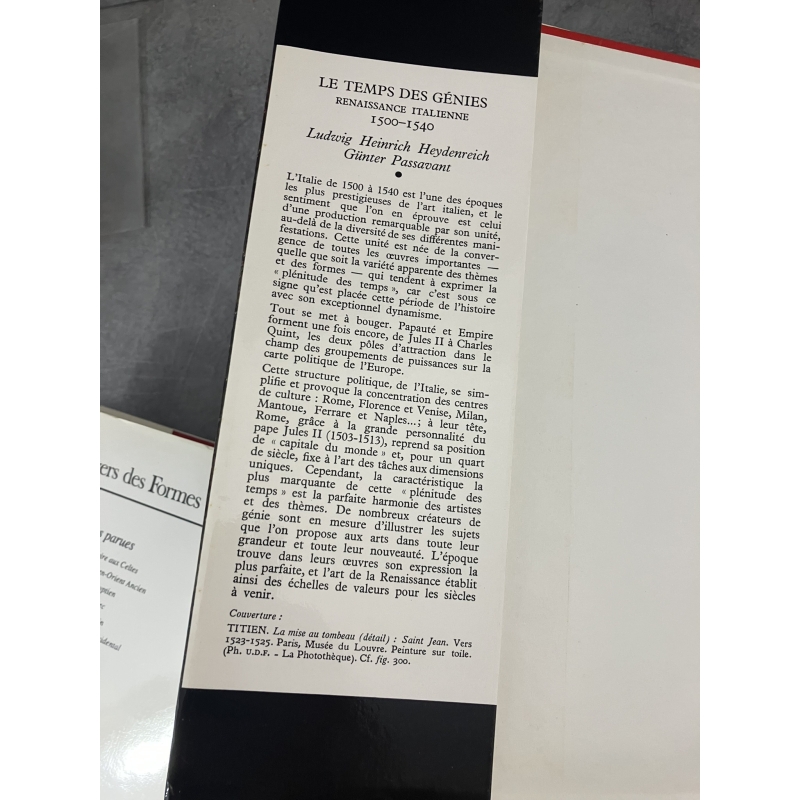 LE TEMPS DES GÉNIES
RENAISSANCE ITALIENNE
1500–1540
Ludwig Heinrich Heydenreich
Günter Passavant
L'Italie de 1500 à 1540 est l'une des époques
les plus prestigieuses de l'art italien, et le
sentiment que l'on en éprouve est celui
d'une production remarquable par son unité,
au-delà de la diversité de ses différentes mani-
festations. Cette unité est née de la conver-
gence de toutes les œuvres importantes —
quelle que soit la variété apparente des thèmes
et des formes — qui tendent à exprimer la
« plénitude des temps », car c'est sous ce
signe qu'est placée cette période de l'histoire
avec son exceptionnel dynamisme.
Tout se met à bouger. Papauté et Empire
forment une fois encore, de Jules II à Charles
Quint, les deux pôles d'attraction dans le
champ des groupements de puissances sur la
carte politique de l'Europe.
Cette structure politique, de l'Italie, se sim-
plifie et provoque la concentration des centres
de culture : Rome, Florence et Venise, Milan,
Mantoue, Ferrare et Naples...; à leur tête,
Rome, grâce à la grande personnalité du
pape Jules II (1503-1513), reprend sa position
de « capitale du monde » et, pour un quart
de siècle, fixe à l'art des tâches aux dimensions
uniques. Cependant, la caractéristique la
plus marquante de cette « plénitude des
temps » est la parfaite harmonie des artistes
et des thèmes. De nombreux créateurs de
génie sont en mesure d'illustrer les sujets
que l'on propose aux arts dans toute leur
grandeur et toute leur nouveauté. L'époque
trouve dans leurs œuvres son expression la
plus parfaite, et l'art de la Renaissance établit
ainsi des échelles de valeurs pour les siècles
à venir.
Couverture :
TITIEN. La mise au tombeau (détail) : Saint Jean. Vers
1523-1525. Paris, Musée du Louvre. Peinture sur toile.
(Ph. U.D.F. - La Photothèque). Cf. fig. 300.
des Formes
parues
aux Celtes
Orient Ancien